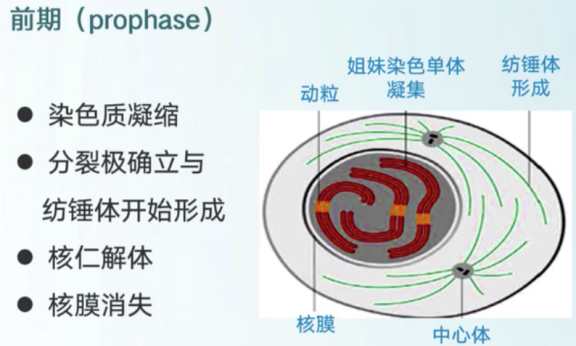 前期（prophase）
● 染色质凝缩
● 分裂极确立与
纺锤体开始形成
● 核仁解体
● 核膜消失
姐妹染色单体
凝集
纺锤体
形成
动粒
核膜
中心体